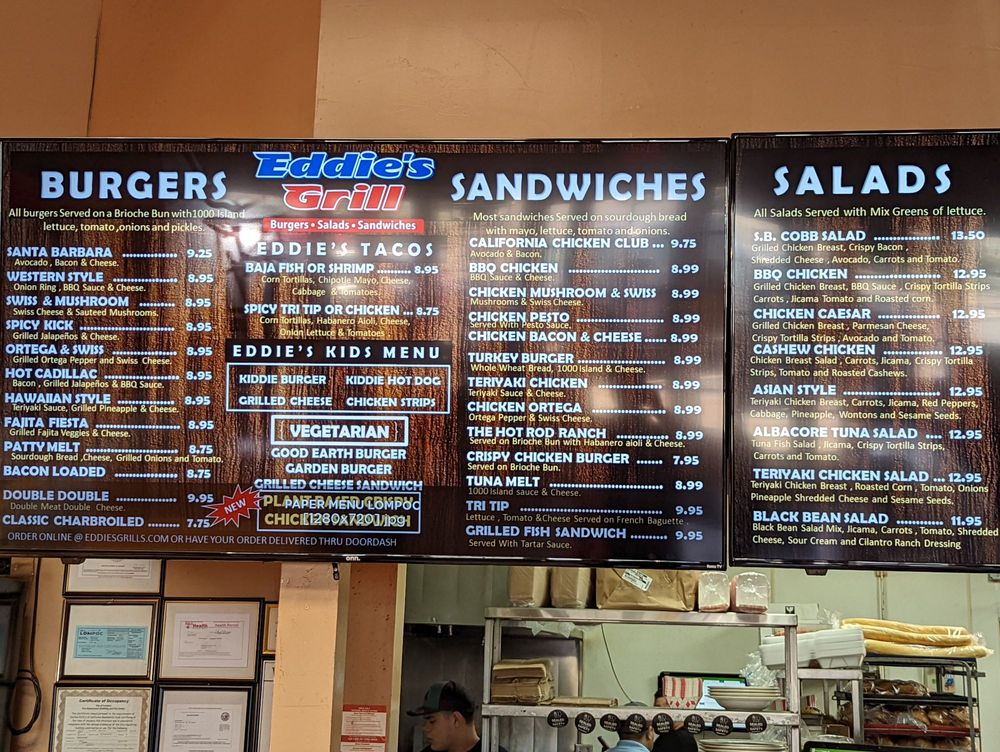 BURGERS
All burgers Served on a Brioche Bun with1000 Island
lettuce, tomato ,onions and pickles.
SANTA BARBARA ............... 9.25
Avocado , Bacon & Cheese.
WESTERN STYLE ............... 8.95
Onion Ring , BBQ Sauce & Cheese.
SWISS & MUSHROOM ......... 8.95
Swiss Cheese & Sauteed Mushrooms.
SPICY KICK ............... 8.95
Grilled Jalapeños & Cheese.
ORTEGA & SWISS ............... 8.95
Grilled Ortega Pepper and Swiss Cheese.
HOT CADILLAC ............... 8.95
Bacon , Grilled Jalapeños & BBQ Sauce.
HAWAIIAN STYLE ............... 8.95
Teriyaki Sauce, Grilled Pineapple & Cheese.
FAJITA FIESTA ............... 8.95
Grilled Fajita Veggies & Cheese.
PATTY MELT ............... 8.75
Sourdough Bread ,Cheese, Grilled Onions and Tomato.
BACON LOADED ............... 8.75
DOUBLE DOUBLE ............... 9.95
Double Meat Double Cheese.
CLASSIC CHARBROILED ......... 7.75
ORDER ONLINE @ EDDIESGRILLS.COM OR HAVE YOUR ORDER DELIVERED THRU DOORDASH
Eddie's
Grill
Burgers • Salads • Sandwiches
EDDIE'S TACOS
BAJA FISH OR SHRIMP ......... 8.95
Corn Tortillas, Chipotle Mayo, Cheese,
Cabbage & Tomatoes.
SPICY TRI TIP OR CHICKEN ... 8.75
Corn Tortillas, Habanero Aioli, Cheese,
Onion Lettuce & Tomatoes
EDDIE'S KIDS MENU
KIDDIE BURGER KIDDIE HOT DOG
GRILLED CHEESE CHICKEN STRIPS
VEGETARIAN
GOOD EARTH BURGER
GARDEN BURGER
GRILLED CHEESE SANDWICH
NEW
PLANT BASED CRISPY
PAPER MENU LOMPOC
[1280x720].jpg
SANDWICHES
Most sandwiches Served on sourdough bread
with mayo, lettuce, tomato and onions.
CALIFORNIA CHICKEN CLUB ... 9.75
Avocado & Bacon.
BBQ CHICKEN ............... 8.99
BBQ Sauce & Cheese.
CHICKEN MUSHROOM & SWISS 8.99
Mushrooms & Swiss Cheese.
CHICKEN PESTO ............... 8.99
Served With Pesto Sauce.
CHICKEN BACON & CHEESE...... 8.99
TURKEY BURGER ............... 8.99
Whole Wheat Bread, 1000 Island & Cheese.
TERIYAKI CHICKEN ............... 8.99
Teriyaki Sauce & Cheese.
CHICKEN ORTEGA ............... 8.99
Ortega Pepper & Swiss Cheese.
THE HOT ROD RANCH ............... 8.99
Served on Brioche Bun with Habanero aioli & Cheese.
CRISPY CHICKEN BURGER ...... 7.95
Served on Brioche Bun.
TUNA MELT ............... 8.99
1000 Island sauce & Cheese.
TRI TIP ............... 9.95
Lettuce , Tomato &Cheese Served on French Baguette .
GRILLED FISH SANDWICH ......... 9.95
Served With Tartar Sauce.
onn.
Roku TV
SALADS
All Salads Served with Mix Greens of lettuce.
S.B. COBB SALAD ............... 13.50
Grilled Chicken Breast, Crispy Bacon ,
Shredded Cheese , Avocado, Carrots and Tomato.
BBQ CHICKEN ............... 12.95
Grilled Chicken Breast, BBQ Sauce , Crispy Tortilla Strips
Carrots , Jicama Tomato and Roasted corn.
CHICKEN CAESAR ............... 12.95
Grilled Chicken Breast , Parmesan Cheese,
Crispy Tortilla Strips , Avocado and Tomato.
CASHEW CHICKEN ............... 12.95
Chicken Breast Salad , Carrots, Jicama, Crispy Tortilla
Strips, Tomato and Roasted Cashews.
ASIAN STYLE ............... 12.95
Teriyaki Chicken Breast, Carrots, Jicama, Red Peppers,
Cabbage, Pineapple, Wontons and Sesame Seeds.
ALBACORE TUNA SALAD .... 12.95
Tuna Fish Salad , Jicama, Crispy Tortilla Strips,
Carrots and Tomato.
TERIYAKI CHICKEN SALAD ... 12.95
Teriyaki Chicken Breast , Roasted Corn , Tomato, Onions
Pineapple Shredded Cheese and Sesame Seeds.
BLACK BEAN SALAD ............ 11.95
Black Bean Salad Mix, Jicama, Carrots , Tomato, Shredded
Cheese, Sour Cream and Cilantro Ranch Dressing
LOMPOC
Health
Certificate of Occupancy